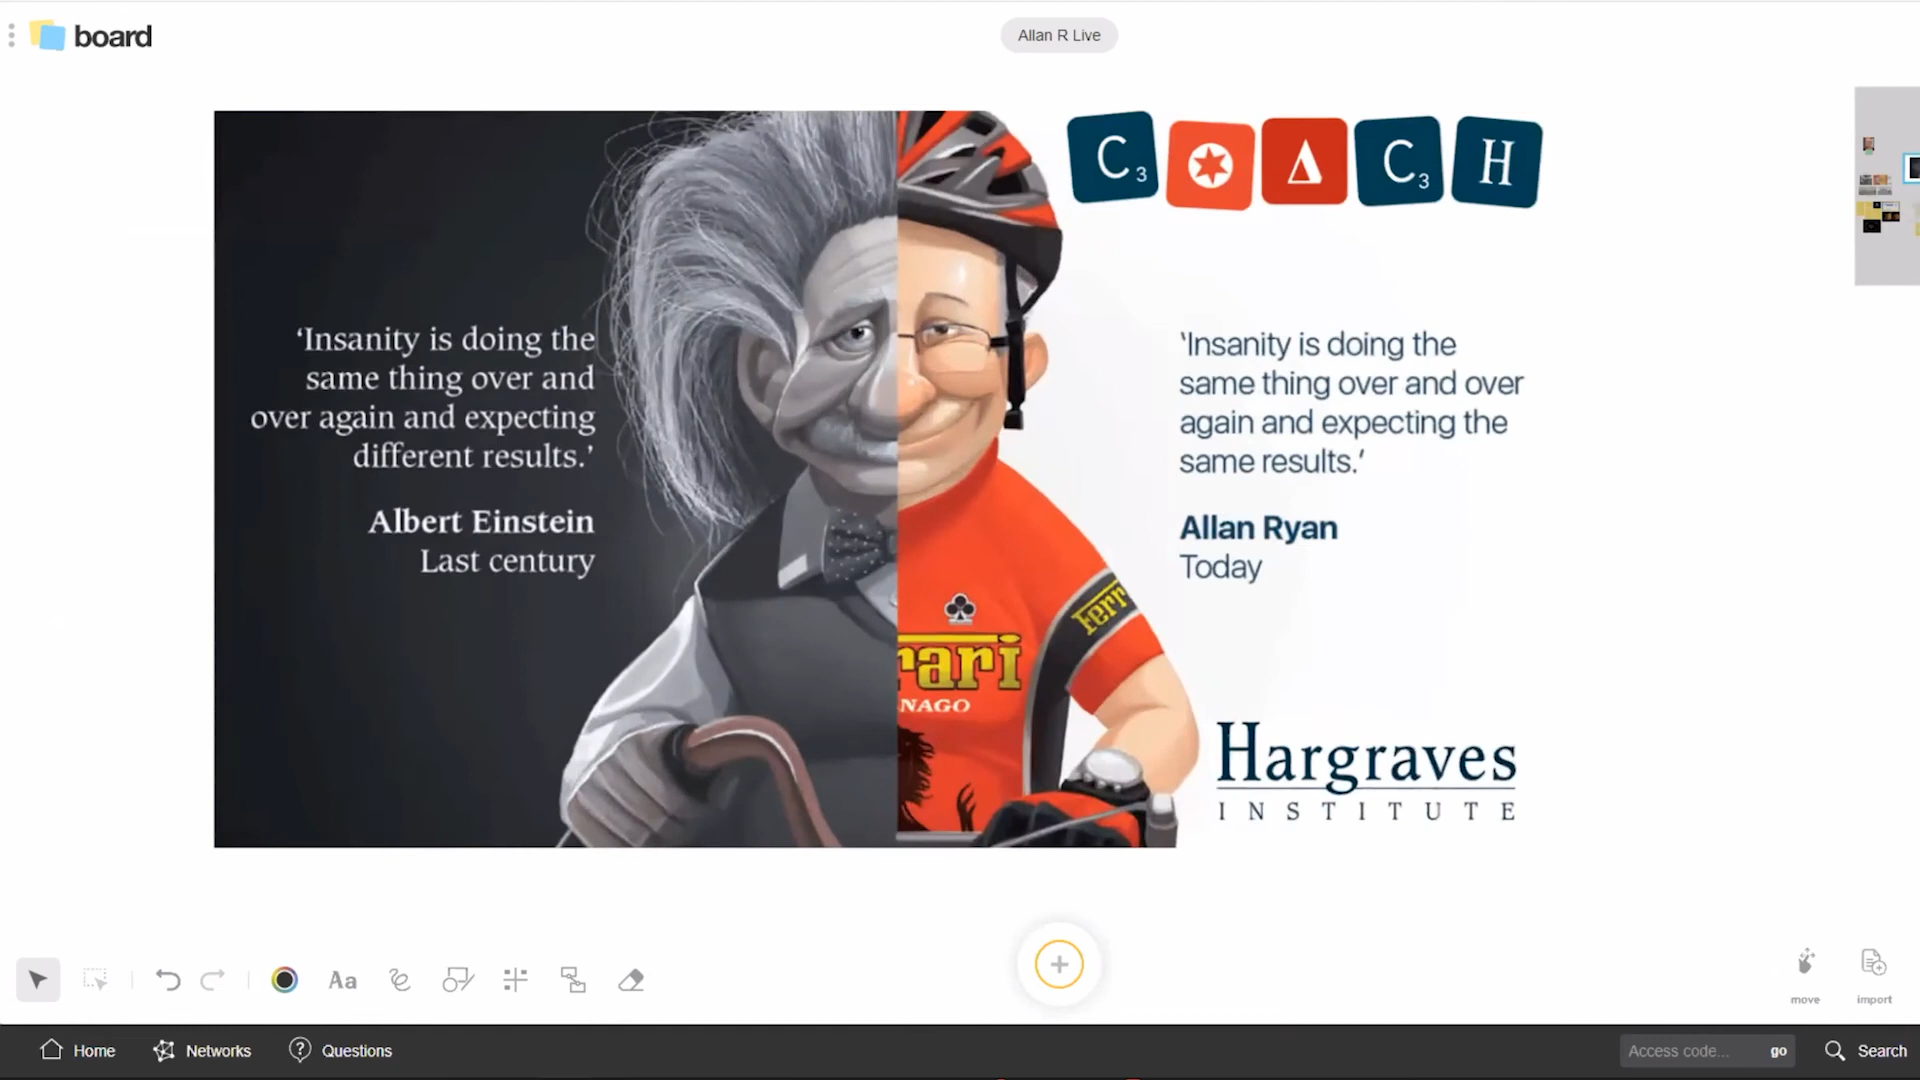 board
Allan R Live
C3 O A C3 H
‘Insanity is doing the
same thing over and
over again and expecting
different results.’
Albert Einstein
Last century
‘Insanity is doing the
same thing over and over
again and expecting the
same results.’
Allan Ryan
Today
Ferr
rari
NAGO
Hargraves
INSTITUTE
Aa
move
import
Home
Networks
Questions
Access code...
go
Search